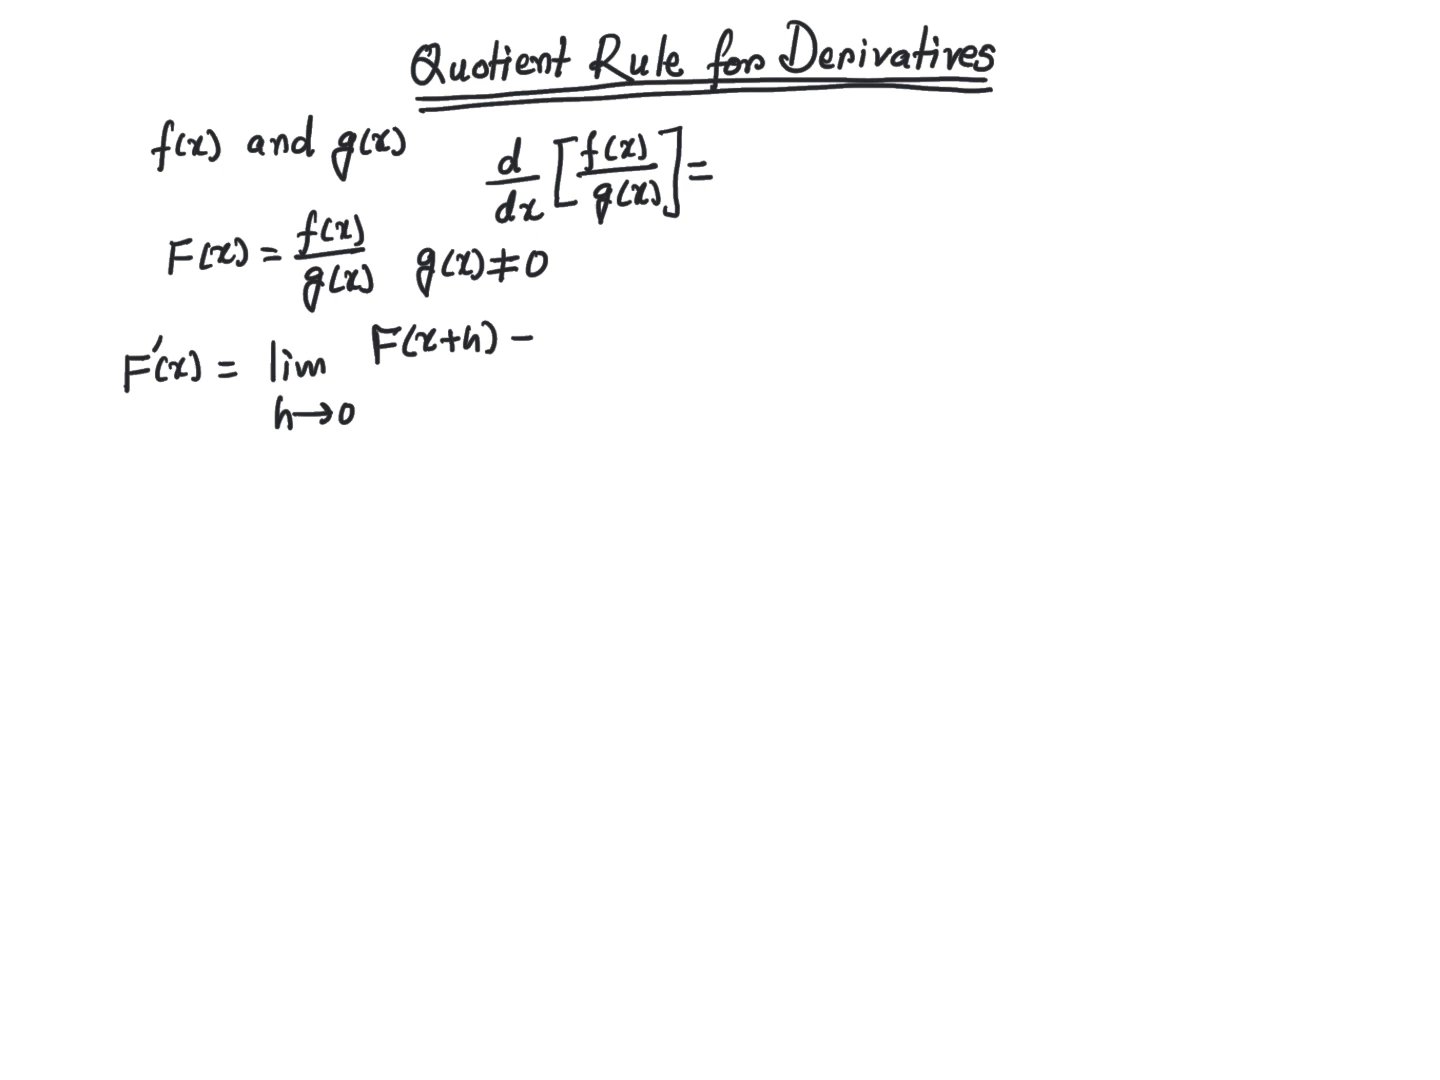 Quotient Rule for Derivatives
f(x) and g(x) d/dx [f(x)/g(x)] =
F(x) = f(x)/g(x) g(x) ≠ 0
F'(x) = lim h→0 F(x+h) −